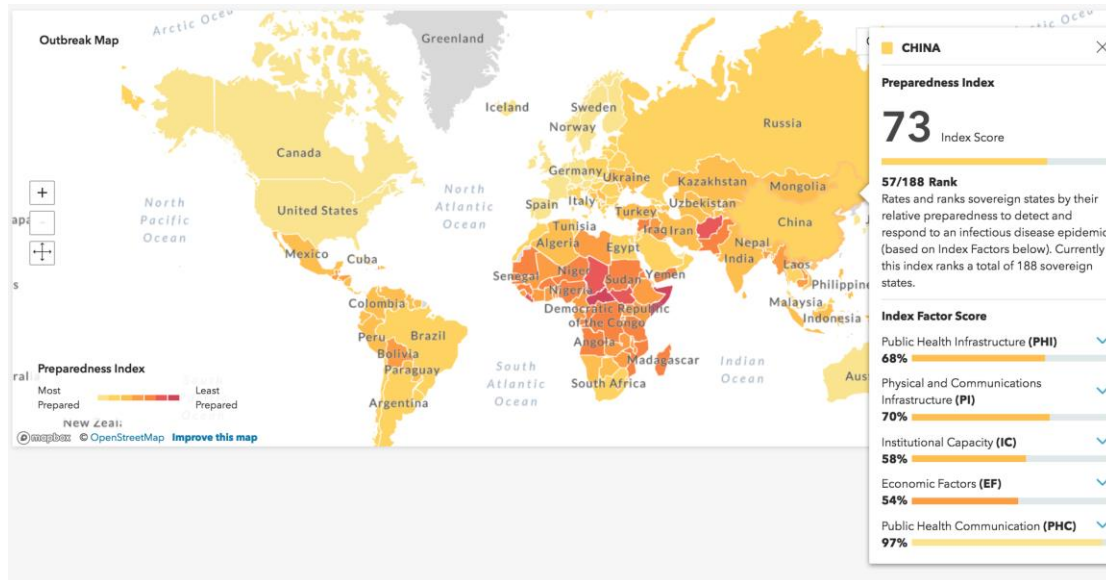 Outbreak Map
Arctic Ocean
Greenland
Iceland
Sweden
Norway
Russia
Canada
Germany
Ukraine
Kazakhstan
Mongolia
United States
North
Pacific
Ocean
North
Atlantic
Ocean
Spain
Italy
Uzbekistan
Turkey
China
Tunisia
Iraq
Iran
Algeria
Egypt
Nepal
Mexico
Cuba
India
Laos
Senegal
Niger
Sudan
Yemen
Philippine
Nigeria
Colombia
Malaysia
Democratic Republic
of the Congo
Indonesia
Peru
Brazil
Angola
Bolivia
Madagascar
Paraguay
South
Atlantic
Ocean
Indian
Ocean
South Africa
Aus
Argentina
+
-
Preparedness Index
Most
Prepared
Least
Prepared
mapbox © OpenStreetMap Improve this map
CHINA
Preparedness Index
73 Index Score
57/188 Rank
Rates and ranks sovereign states by their
relative preparedness to detect and
respond to an infectious disease epidemic
(based on Index Factors below). Currently
this index ranks a total of 188 sovereign
states.
Index Factor Score
Public Health Infrastructure (PHI)
68%
Physical and Communications
Infrastructure (PI)
70%
Institutional Capacity (IC)
58%
Economic Factors (EF)
54%
Public Health Communication (PHC)
97%